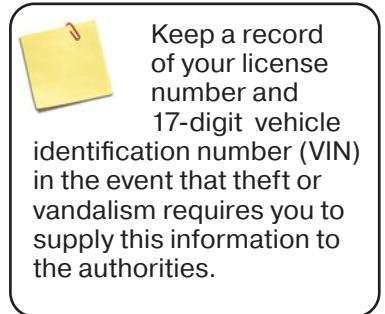 Keep a record
of your license
number and
17-digit vehicle
identification number (VIN)
in the event that theft or
vandalism requires you to
supply this information to
the authorities.